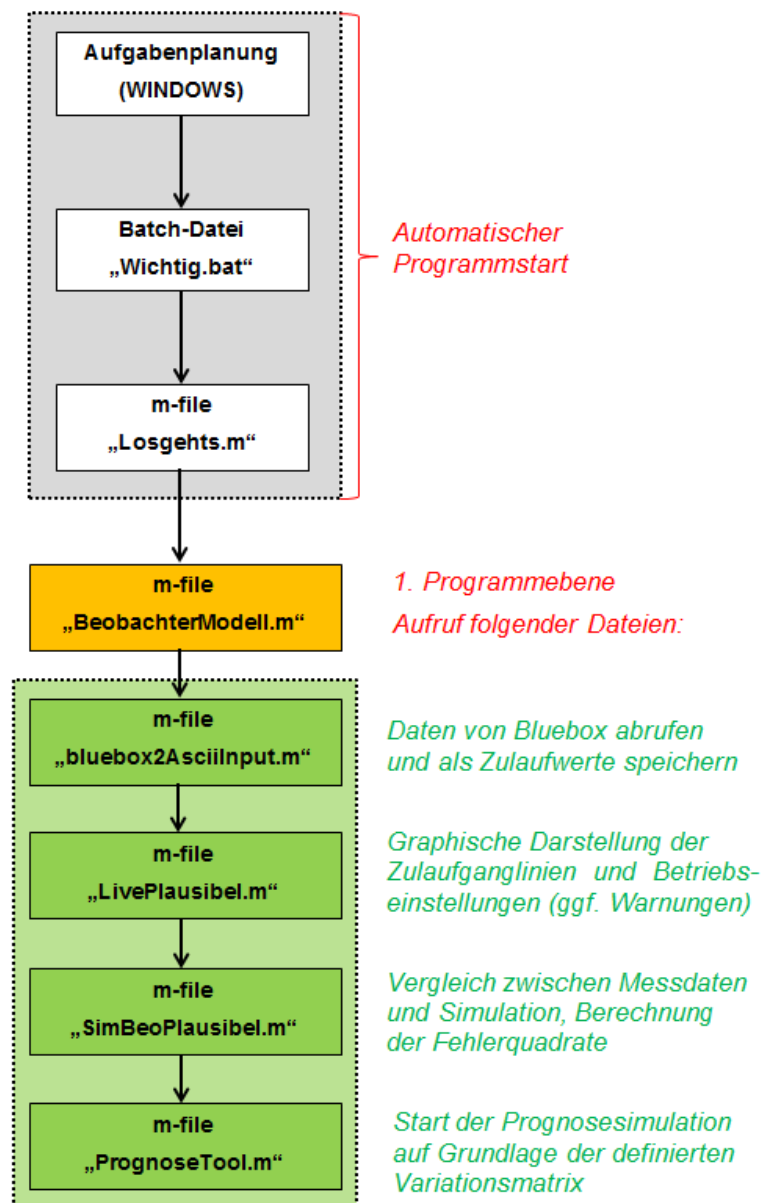 Aufgabenplanung
(WINDOWS)
Batch-Datei
„Wichtig.bat“
Automatischer
Programmstart
m-file
„Losgehts.m“
m-file
„BeobachterModell.m“
1. Programmebene
Aufruf folgender Dateien:
m-file
„bluebox2AsciiInput.m“
Daten von Bluebox abrufen
und als Zulaufwerte speichern
m-file
„LivePlausibel.m“
Graphische Darstellung der
Zulaufganglinien und Betriebs-
einstellungen (ggf. Warnungen)
m-file
„SimBeoPlausibel.m“
Vergleich zwischen Messdaten
und Simulation, Berechnung
der Fehlerquadrate
m-file
„PrognoseTool.m“
Start der Prognosesimulation
auf Grundlage der definierten
Variationsmatrix